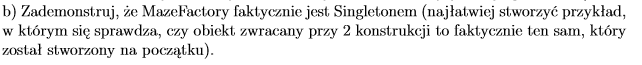 b) Zademonstruj, że MazeFactory faktycznie jest Singletonem (najłatwiej stworzyć przykład,
w którym się sprawdza, czy obiekt zwracany przy 2 konstrukcji to faktycznie ten sam, który
został stworzony na początku).